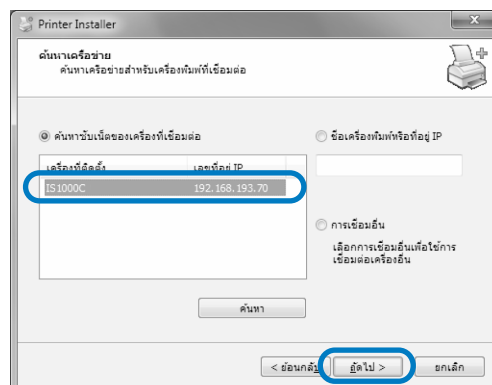 Printer Installer
ค้นหาเครือข่าย
ค้นหาเครือข่ายสำหรับเครื่องพิมพ์ที่เชื่อมต่อ
ค้นหาซับเน็ตของเครื่องที่เชื่อมต่อ
ชื่อเครื่องพิมพ์หรือที่อยู่ IP
เครื่องที่ติดตั้ง เลขที่อยู่ IP
IS1000C 192.168.193.70
การเชื่อมอื่น
เลือกการเชื่อมอื่นเพื่อใช้การ
เชื่อมต่อเครื่องอื่น
ค้นหา
< ย้อนกลับ ถัดไป > ยกเลิก